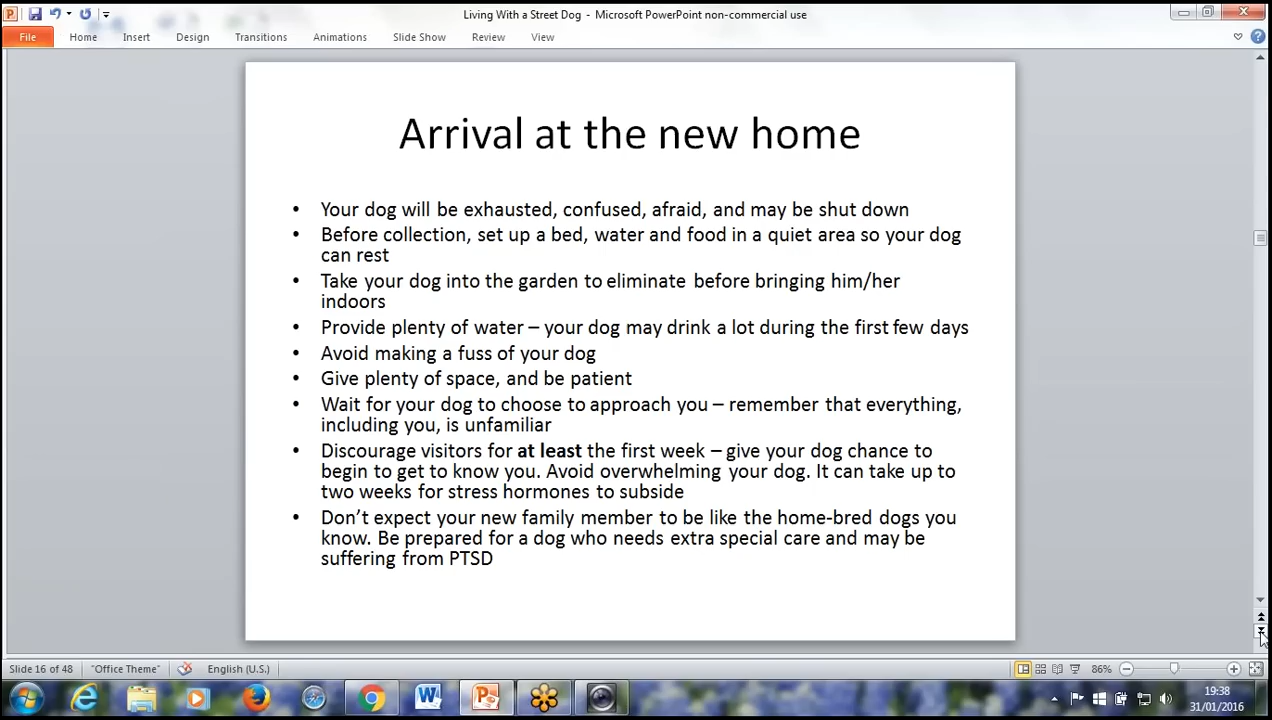 Living With a Street Dog - Microsoft PowerPoint non-commercial use
File Home Insert Design Transitions Animations Slide Show Review View
Arrival at the new home
• Your dog will be exhausted, confused, afraid, and may be shut down
• Before collection, set up a bed, water and food in a quiet area so your dog
can rest
• Take your dog into the garden to eliminate before bringing him/her
indoors
• Provide plenty of water – your dog may drink a lot during the first few days
• Avoid making a fuss of your dog
• Give plenty of space, and be patient
• Wait for your dog to choose to approach you – remember that everything,
including you, is unfamiliar
• Discourage visitors for at least the first week – give your dog chance to
begin to get to know you. Avoid overwhelming your dog. It can take up to
two weeks for stress hormones to subside
• Don’t expect your new family member to be like the home-bred dogs you
know. Be prepared for a dog who needs extra special care and may be
suffering from PTSD
Slide 16 of 48 "Office Theme" English (U.S.) 86%
19:38
31/01/2016